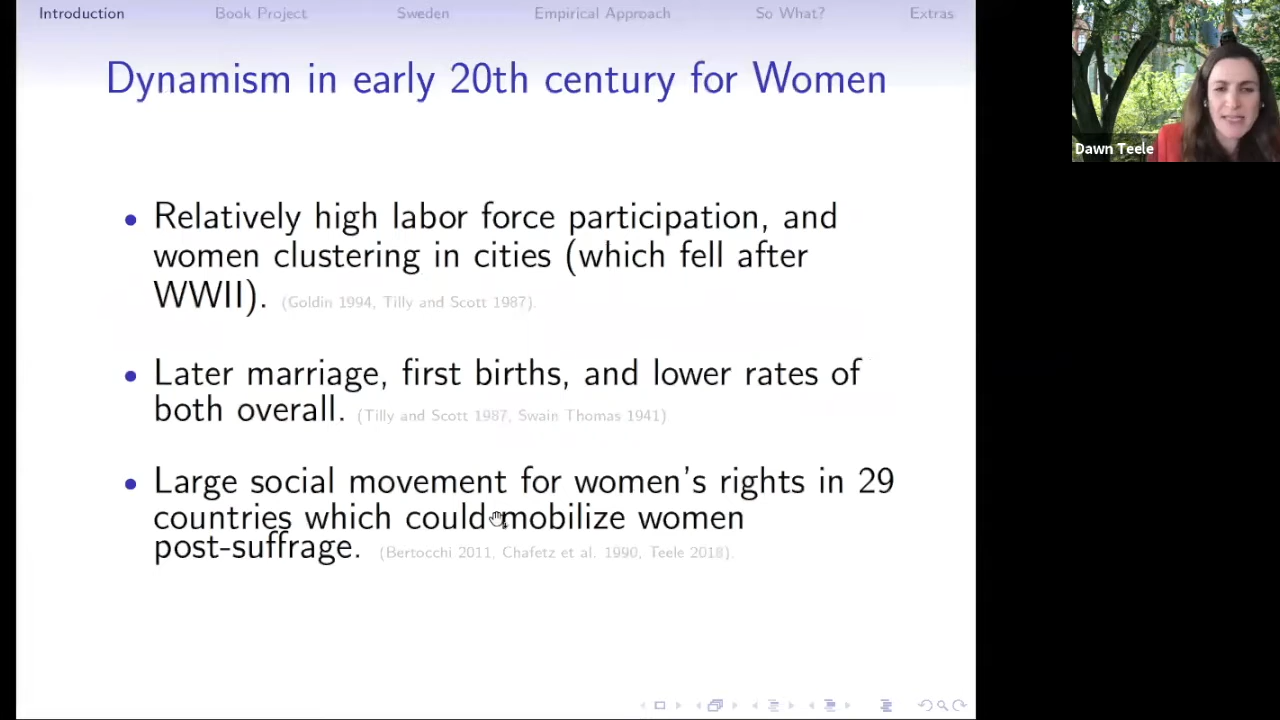 Introduction Book Project Sweden Empirical Approach So What? Extras
Dynamism in early 20th century for Women
Dawn Teele
• Relatively high labor force participation, and
women clustering in cities (which fell after
WWII). (Goldin 1994, Tilly and Scott 1987).
• Later marriage, first births, and lower rates of
both overall. (Tilly and Scott 1987, Swain Thomas 1941)
• Large social movement for women's rights in 29
countries which could mobilize women
post-suffrage. (Bertocchi 2011, Chafetz et al. 1990, Teele